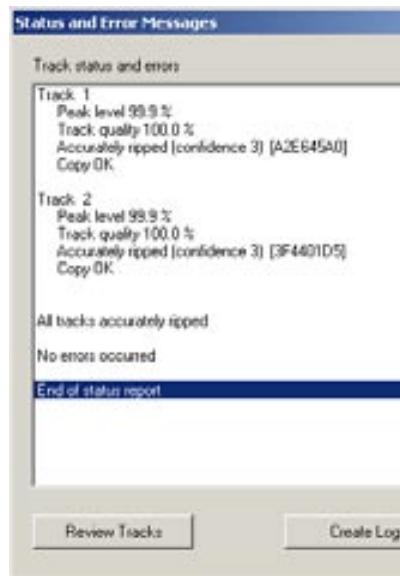 Status and Error Messages
Track status and errors
Track 1
Peak level 99.9 %
Track quality 100.0 %
Accurately ripped (confidence 3) [A2E645A0]
Copy OK
Track 2
Peak level 99.9 %
Track quality 100.0 %
Accurately ripped (confidence 3) [3F4401D5]
Copy OK
All tracks accurately ripped
No errors occurred
End of status report
Review Tracks
Create Log